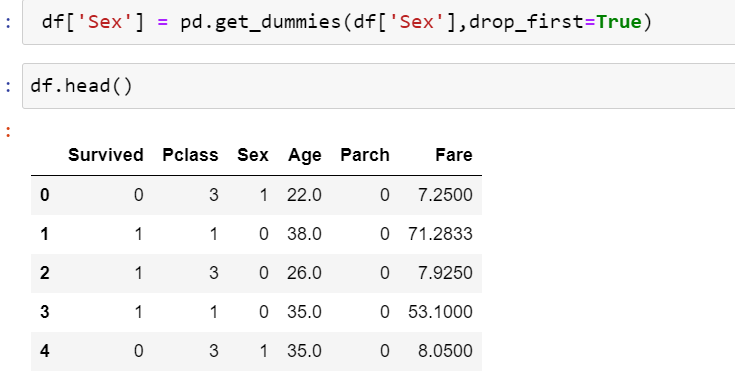 : df['Sex'] = pd.get_dummies(df['Sex'],drop_first=True)
: df.head()
:
Survived Pclass Sex Age Parch Fare
0 0 3 1 22.0 0 7.2500
1 1 1 0 38.0 0 71.2833
2 1 3 0 26.0 0 7.9250
3 1 1 0 35.0 0 53.1000
4 0 3 1 35.0 0 8.0500